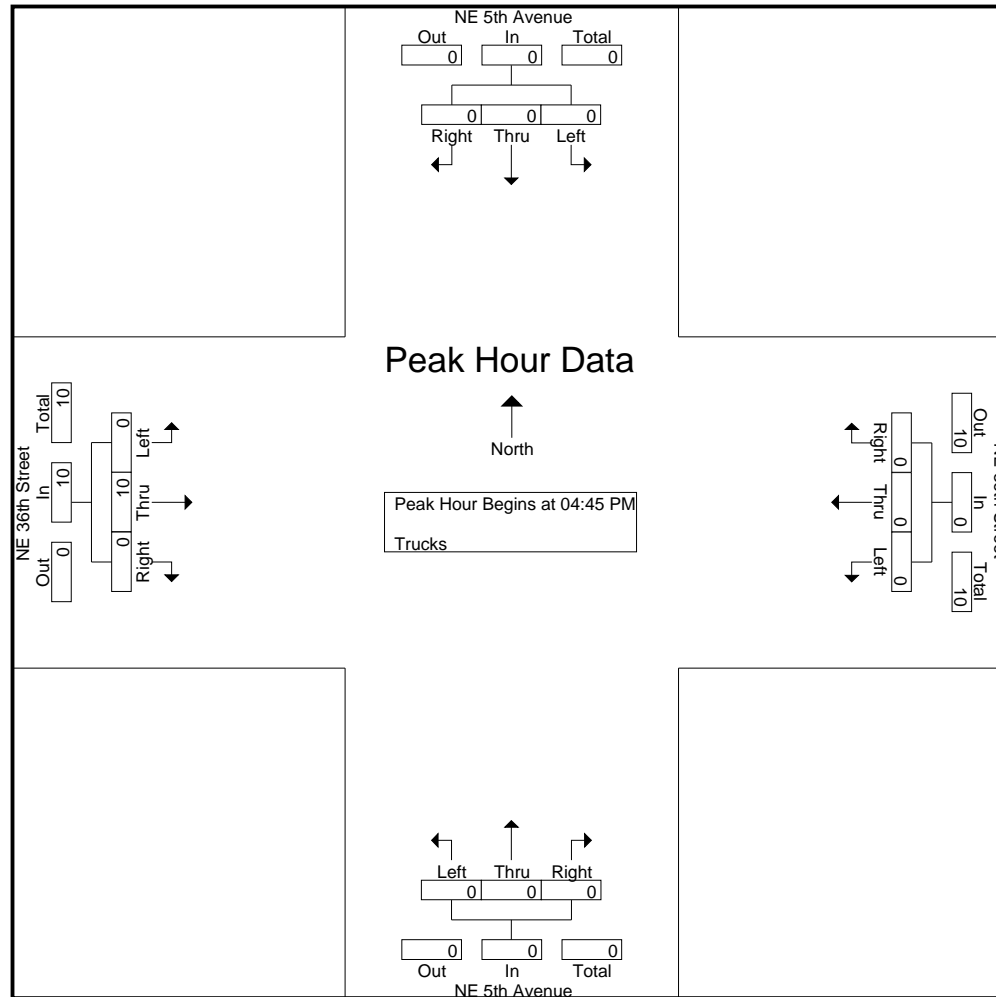 NE 5th Avenue
Out In Total
0 0 0
0 0 0
Right Thru Left
Peak Hour Data
North
Peak Hour Begins at 04:45 PM
Trucks
NE 36th Street
Total In Out
10 10 0
0 10 0
Left Thru Right
Right Thru Left
0 0 0
Out In Total
10 0 10
Left Thru Right
0 0 0
0 0 0
Out In Total
NE 5th Avenue